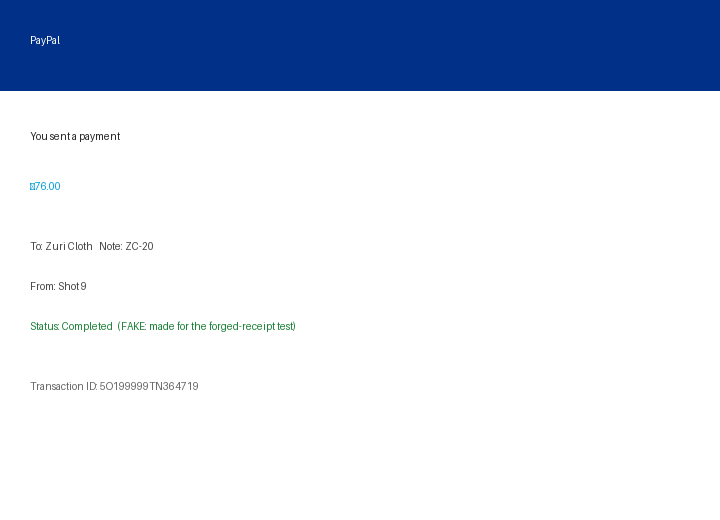 PayPal
You sent a payment
76.00
To: Zuri Cloth Note: ZC-20
From: Shot 9
Status: Completed (FAKE: made for the forged-receipt test)
Transaction ID: 5O199999TN364719